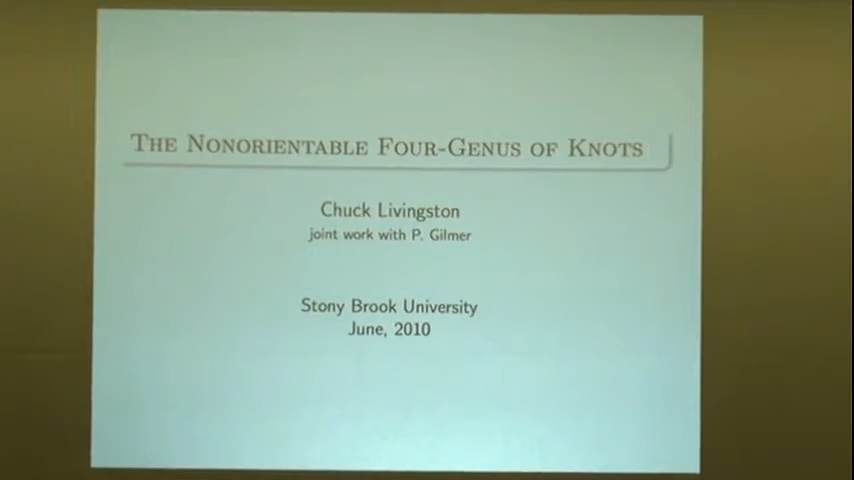 The Nonorientable Four-Genus of Knots
Chuck Livingston
joint work with P. Gilmer
Stony Brook University
June, 2010